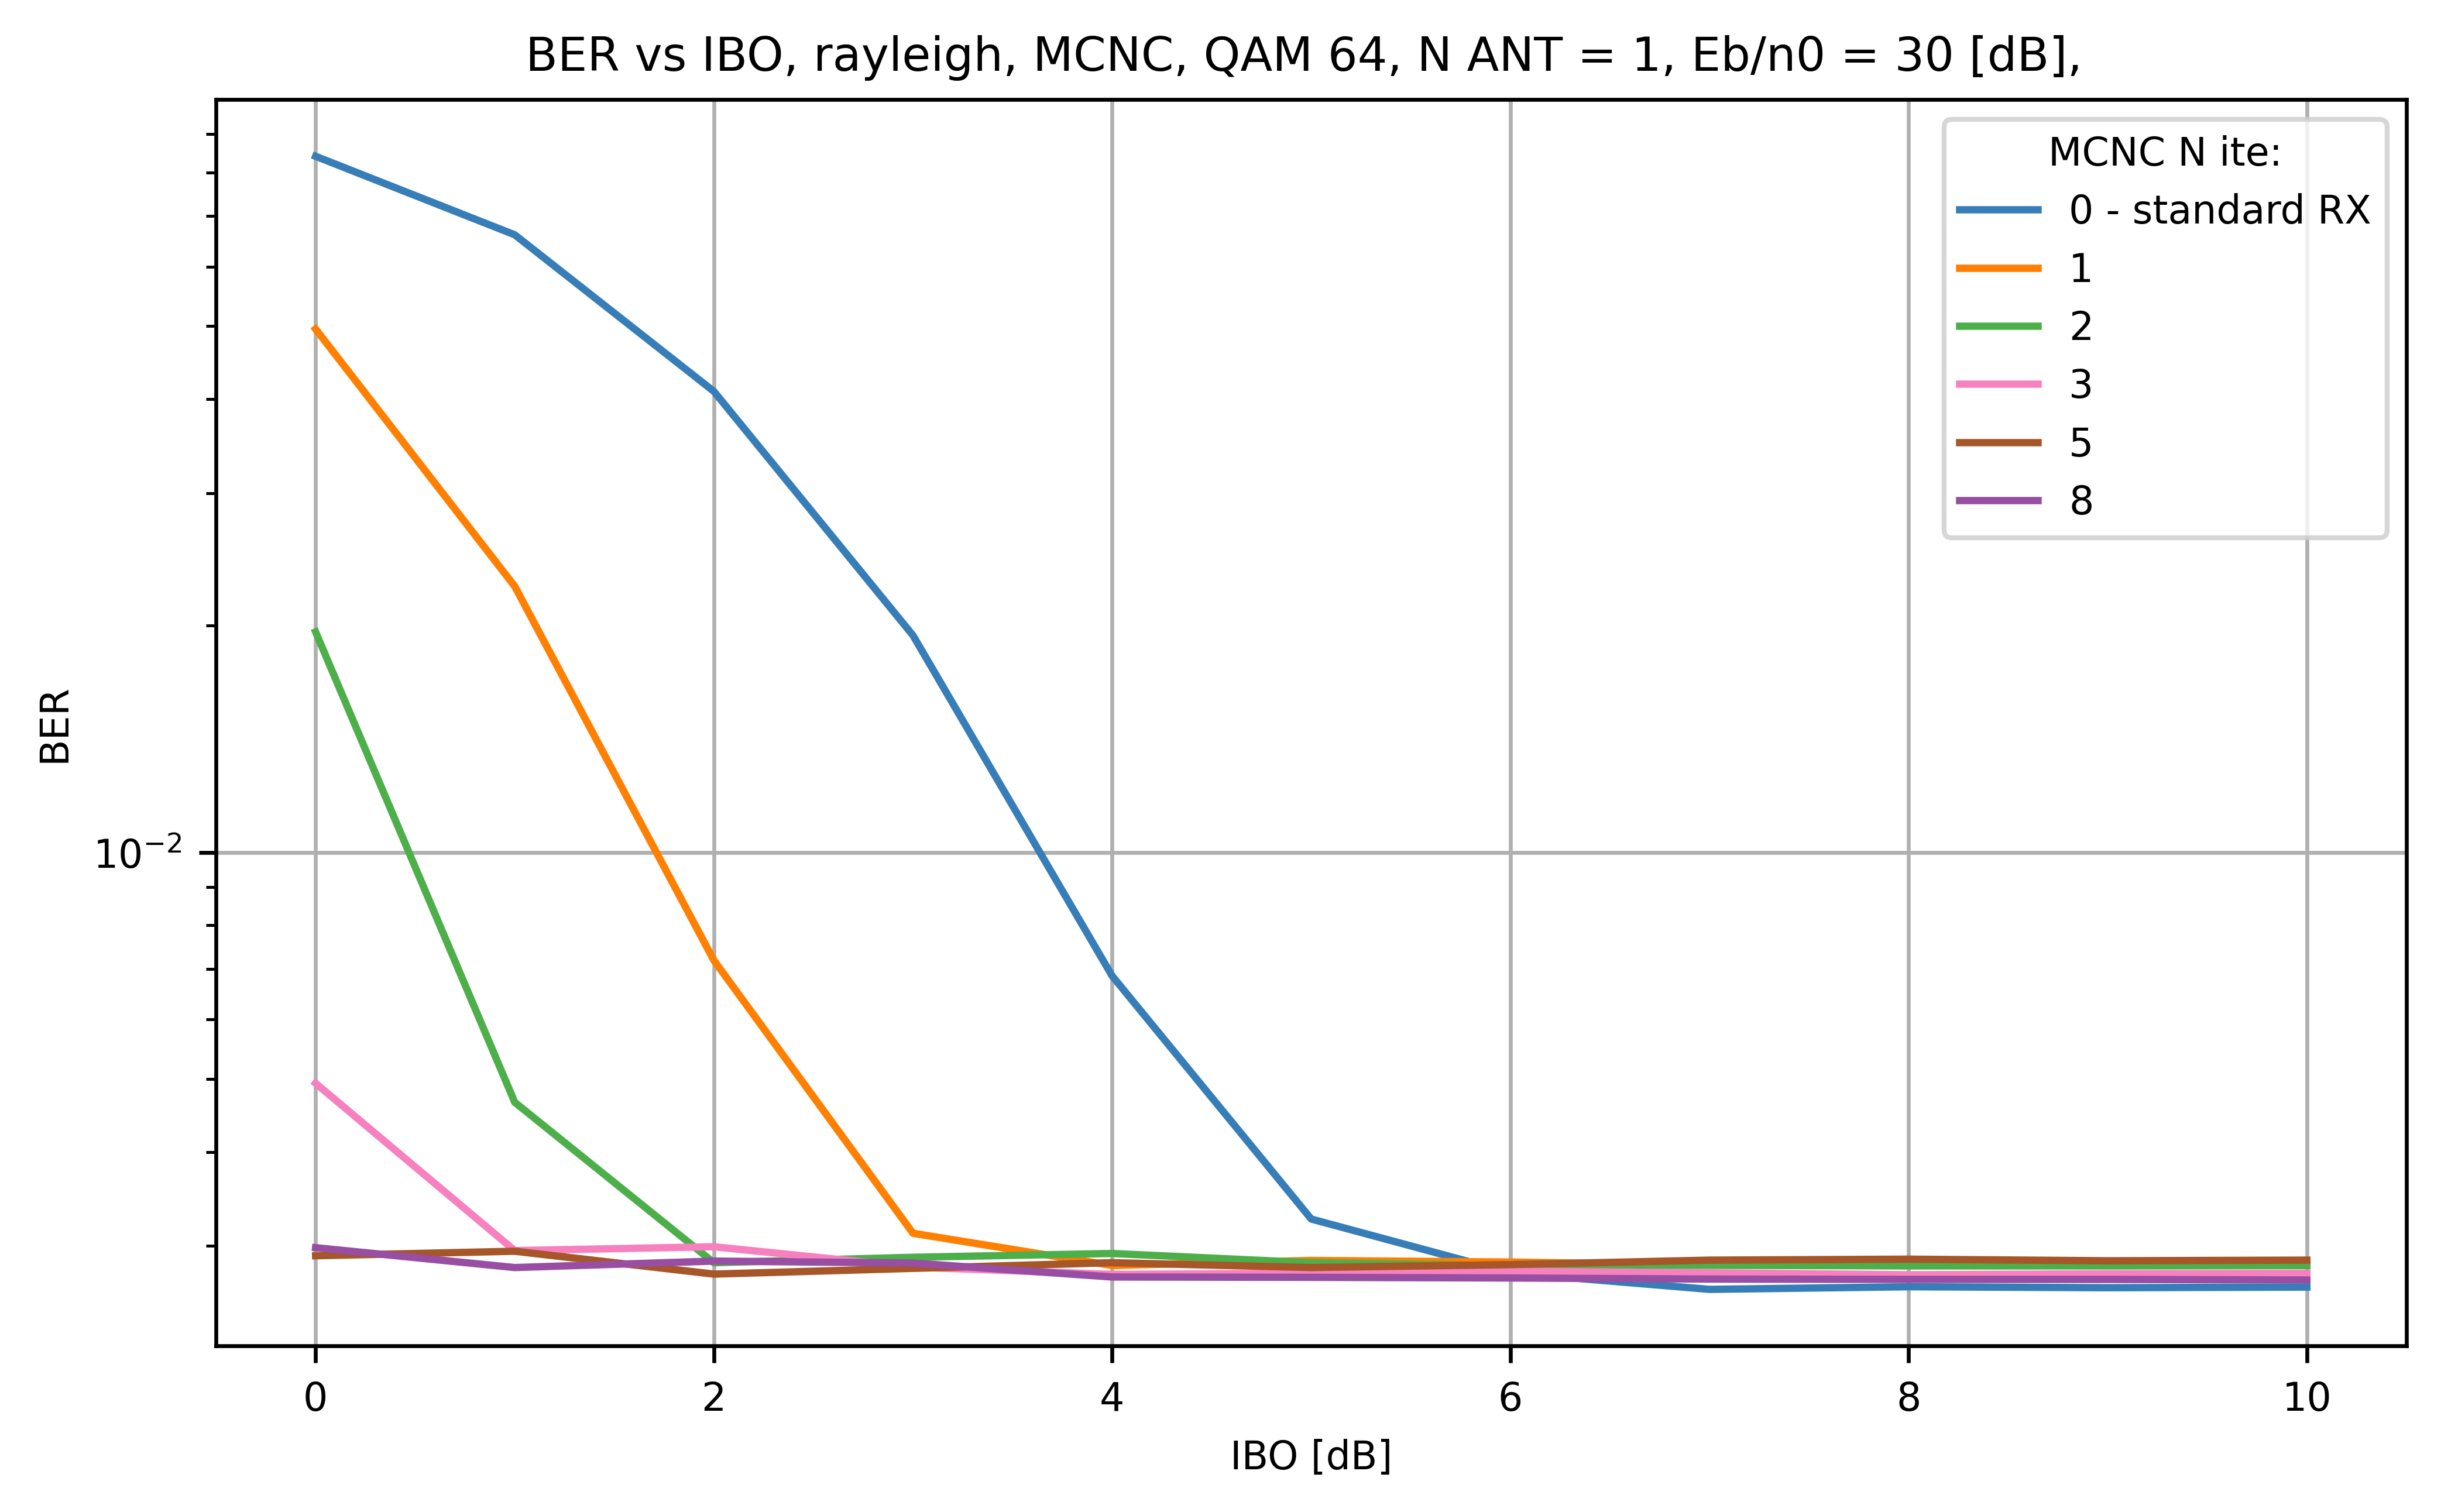 BER vs IBO, rayleigh, MCNC, QAM 64, N ANT = 1, Eb/n0 = 30 [dB],
MCNC N ite:
0 - standard RX
1
2
3
5
8
BER
10⁻²
0 2 4 6 8 10
IBO [dB]